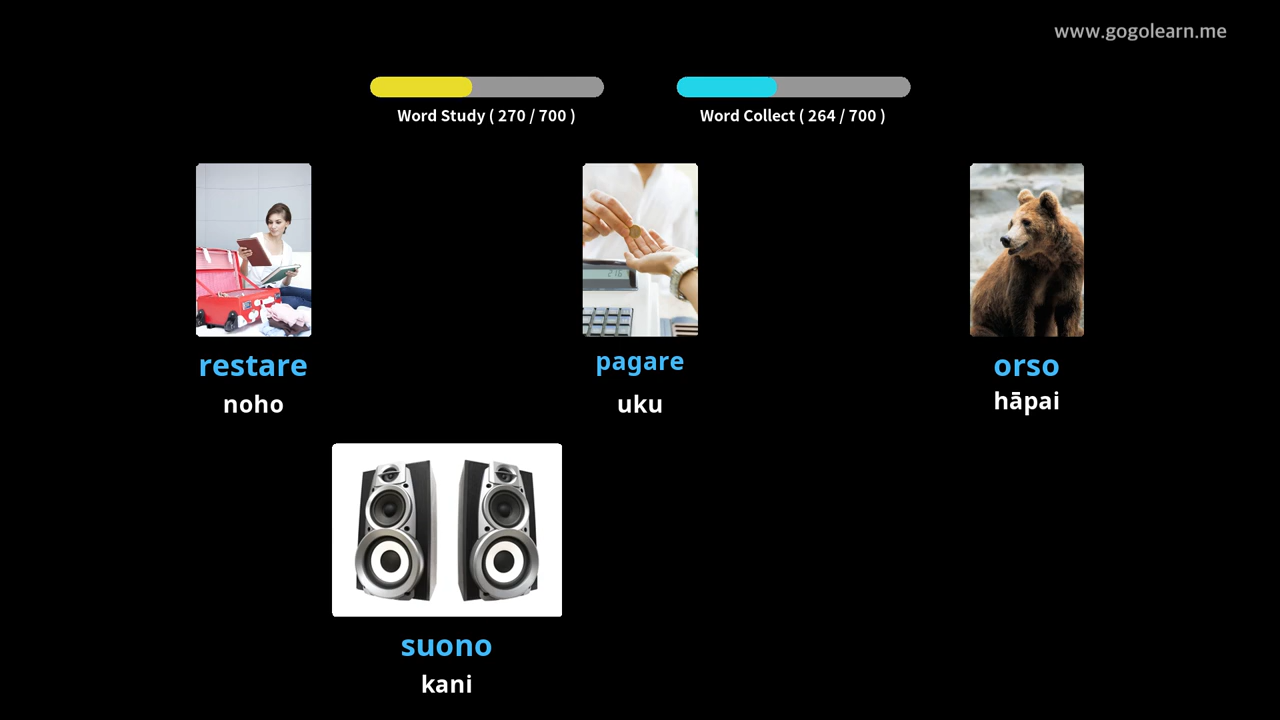 www.gogolearn.me
Word Study ( 270 / 700 )
Word Collect ( 264 / 700 )
restare
noho
pagare
uku
orso
hāpai
suono
kani